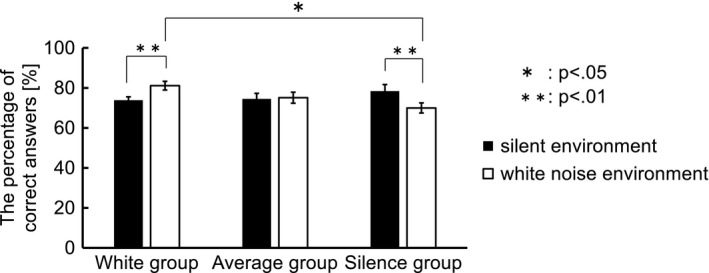 *
The percentage of
correct answers [%]
100
80
60
40
20
0
**
**
White group
Average group
Silence group
* : p<.05
**: p<.01
silent environment
white noise environment